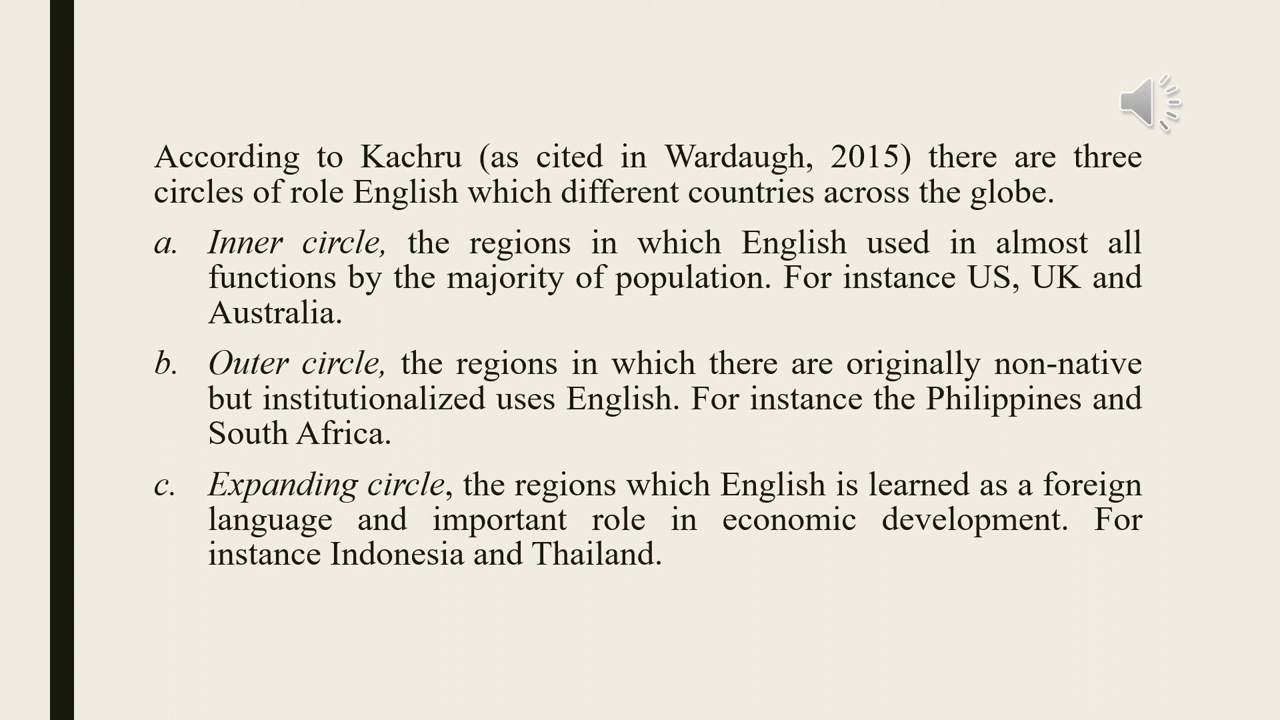 According to Kachru (as cited in Wardaugh, 2015) there are three
circles of role English which different countries across the globe.
a. Inner circle, the regions in which English used in almost all
functions by the majority of population. For instance US, UK and
Australia.
b. Outer circle, the regions in which there are originally non-native
but institutionalized uses English. For instance the Philippines and
South Africa.
c. Expanding circle, the regions which English is learned as a foreign
language and important role in economic development. For
instance Indonesia and Thailand.